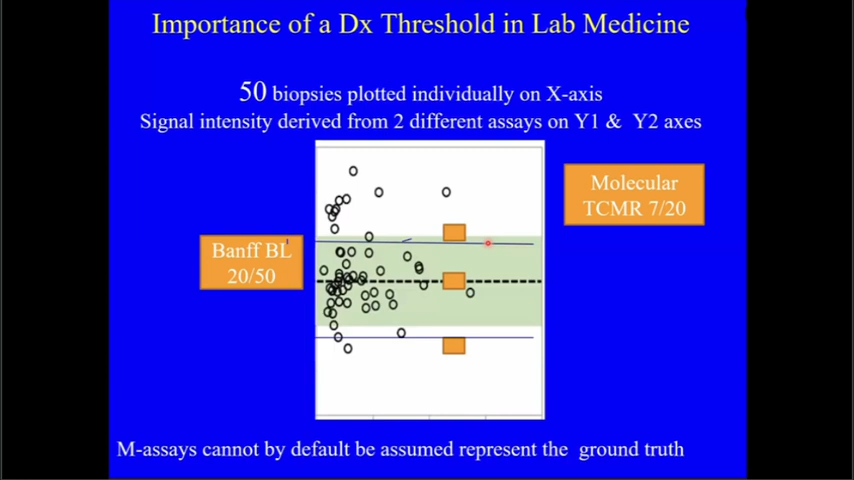 Importance of a Dx Threshold in Lab Medicine
50 biopsies plotted individually on X-axis
Signal intensity derived from 2 different assays on Y1 & Y2 axes
Molecular
TCMR 7/20
Banff BL
20/50
M-assays cannot by default be assumed represent the ground truth